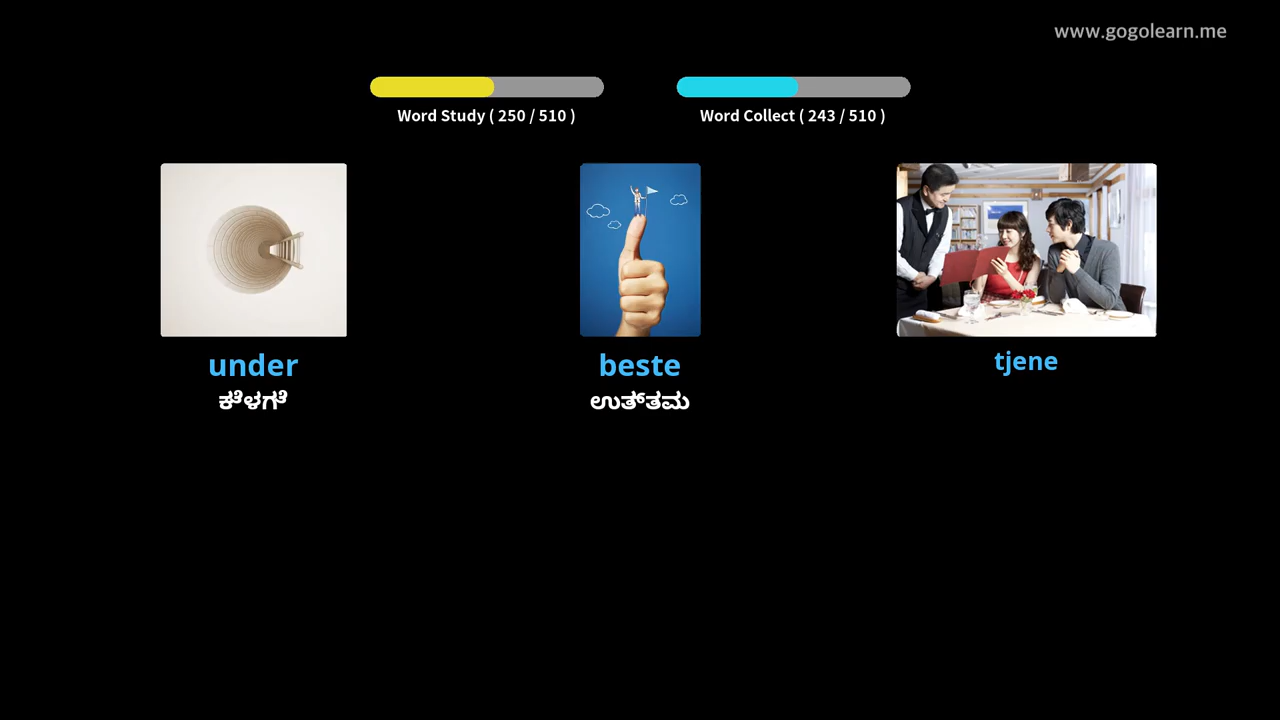 www.gogolearn.me
Word Study ( 250 / 510 )
Word Collect ( 243 / 510 )
under
beste
tjene
ಕೆಳಗೆ
ಉತ್ತಮ